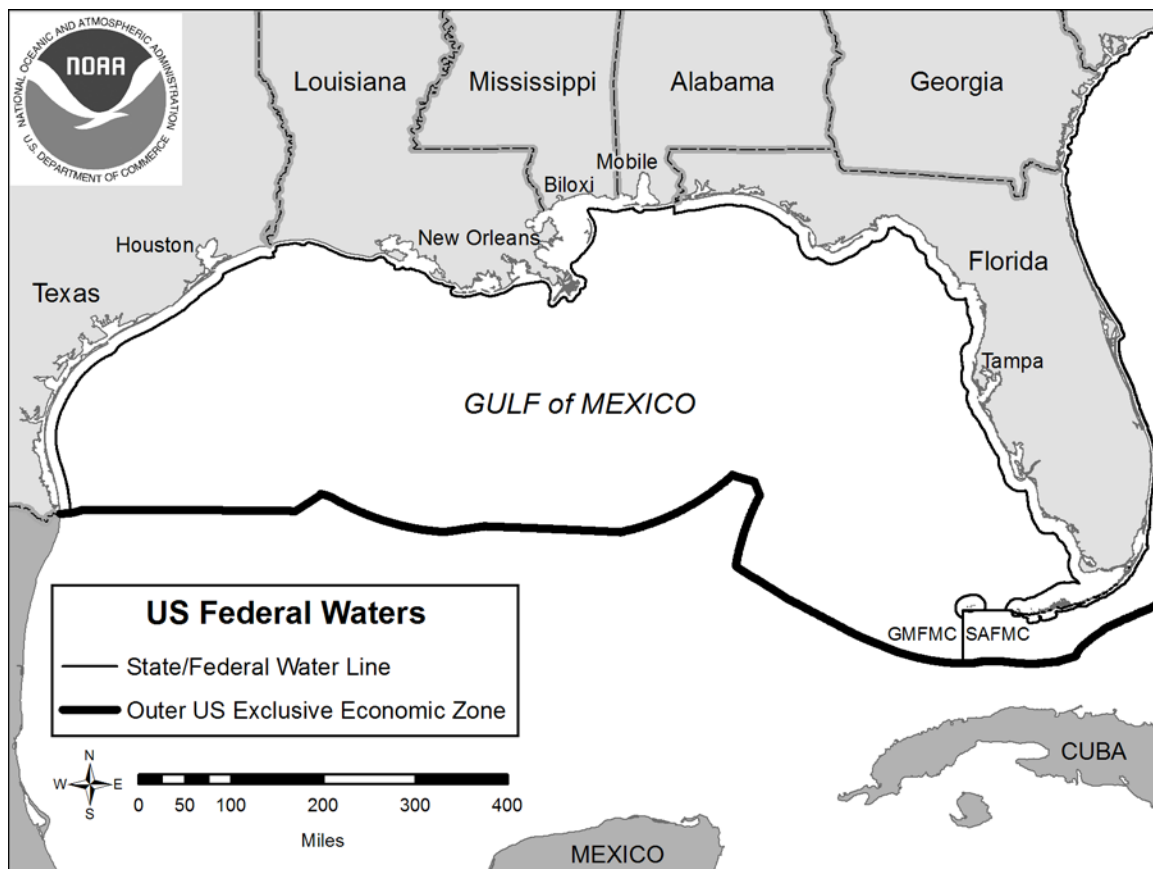 NATIONAL OCEANIC AND ATMOSPHERIC ADMINISTRATION
NOAA
U.S. DEPARTMENT OF COMMERCE
Louisiana
Mississippi
Alabama
Georgia
Mobile
Biloxi
Houston
New Orleans
Florida
Texas
Tampa
GULF of MEXICO
GMFMC
SAFMC
US Federal Waters
State/Federal Water Line
Outer US Exclusive Economic Zone
N
W E
S
0 50 100 200 300 400
Miles
CUBA
MEXICO